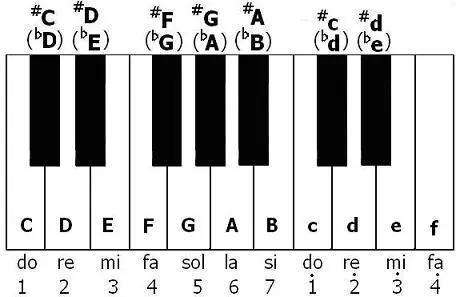 #C #D #F #G #A #c #d
(bD) (bE) (bG) (bA) (bB) (bd) (be)
C D E F G A B c d e f
do re mi fa sol la si do re mi fa
1 2 3 4 5 6 7 1̇ 2̇ 3̇ 4̇